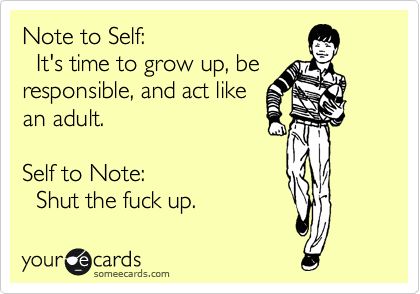 Note to Self:
It's time to grow up, be
responsible, and act like
an adult.
Self to Note:
Shut the fuck up.
your e cards
someecards.com